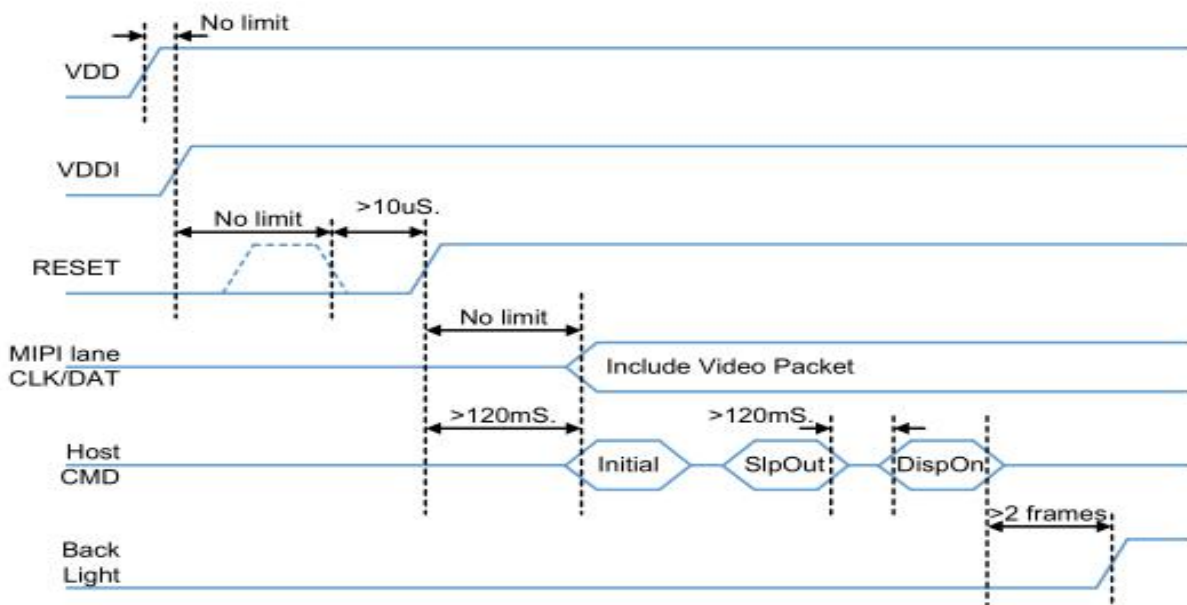 No limit
VDD
VDDI
No limit
>10uS.
RESET
No limit
MIPI lane
CLK/DAT
Include Video Packet
>120mS.
>120mS.
Host
CMD
Initial
SlpOut
DispOn
>2 frames
Back
Light